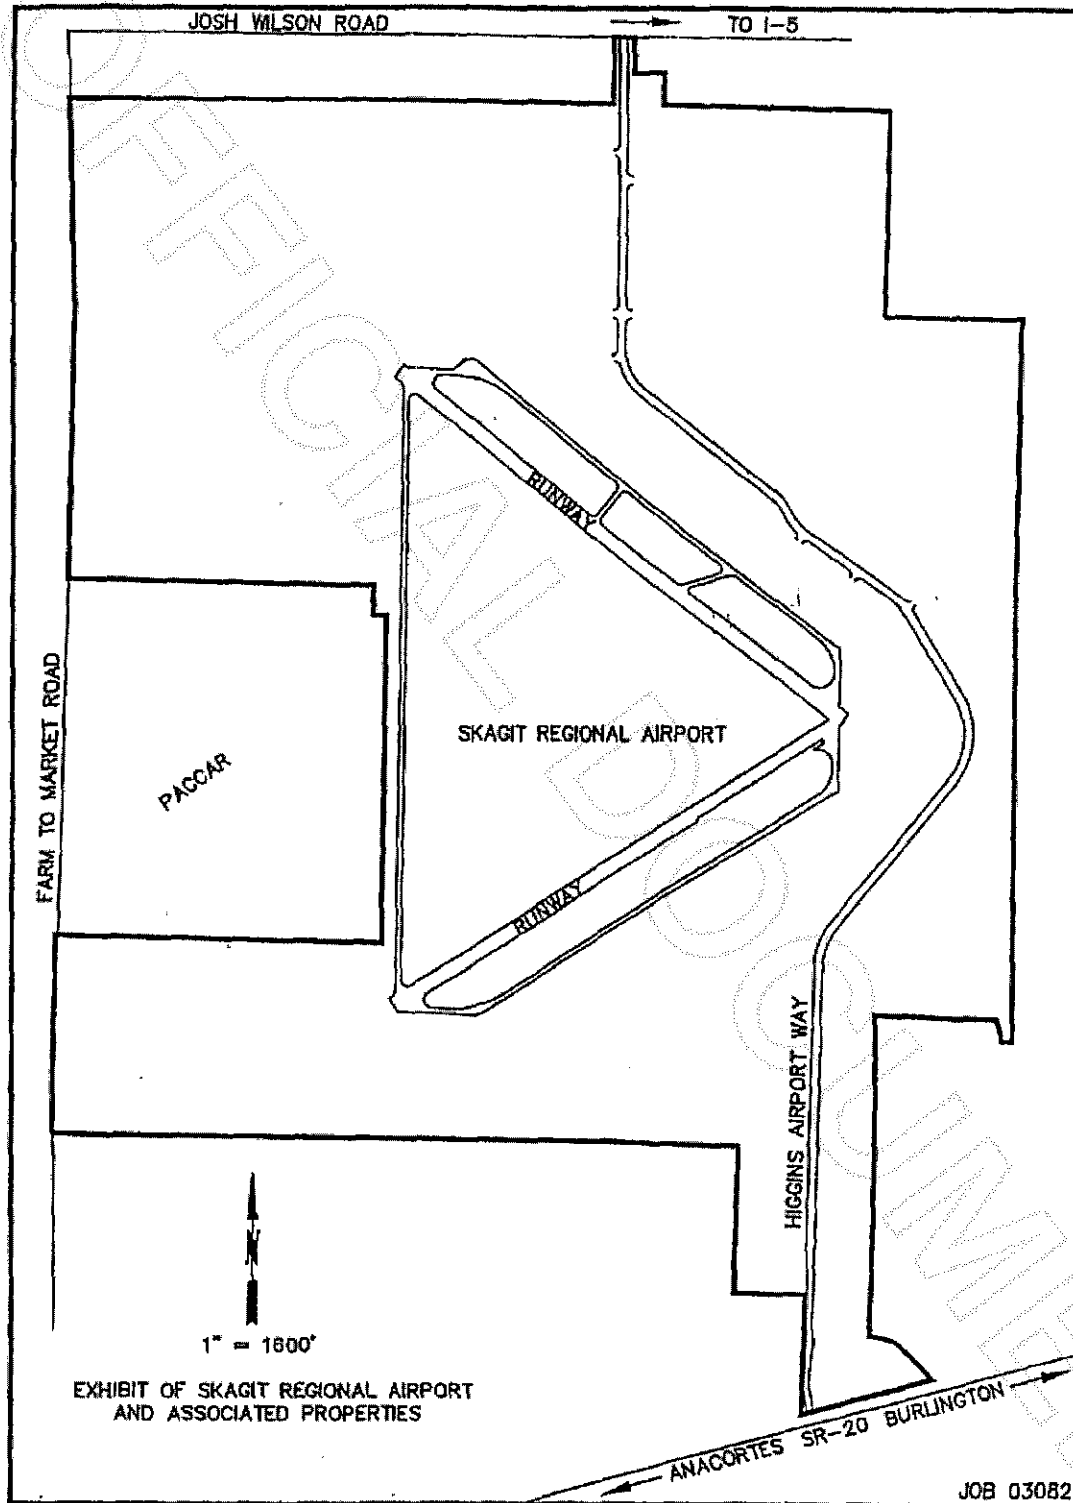 JOSH WILSON ROAD
TO I-5
RUNWAY
SKAGIT REGIONAL AIRPORT
FARM TO MARKET ROAD
PACCAR
RUNWAY
HIGGINS AIRPORT WAY
N
1" = 1600'
EXHIBIT OF SKAGIT REGIONAL AIRPORT
AND ASSOCIATED PROPERTIES
ANACORTES SR-20 BURLINGTON
JOB 03082
OFFICIAL DOCUME